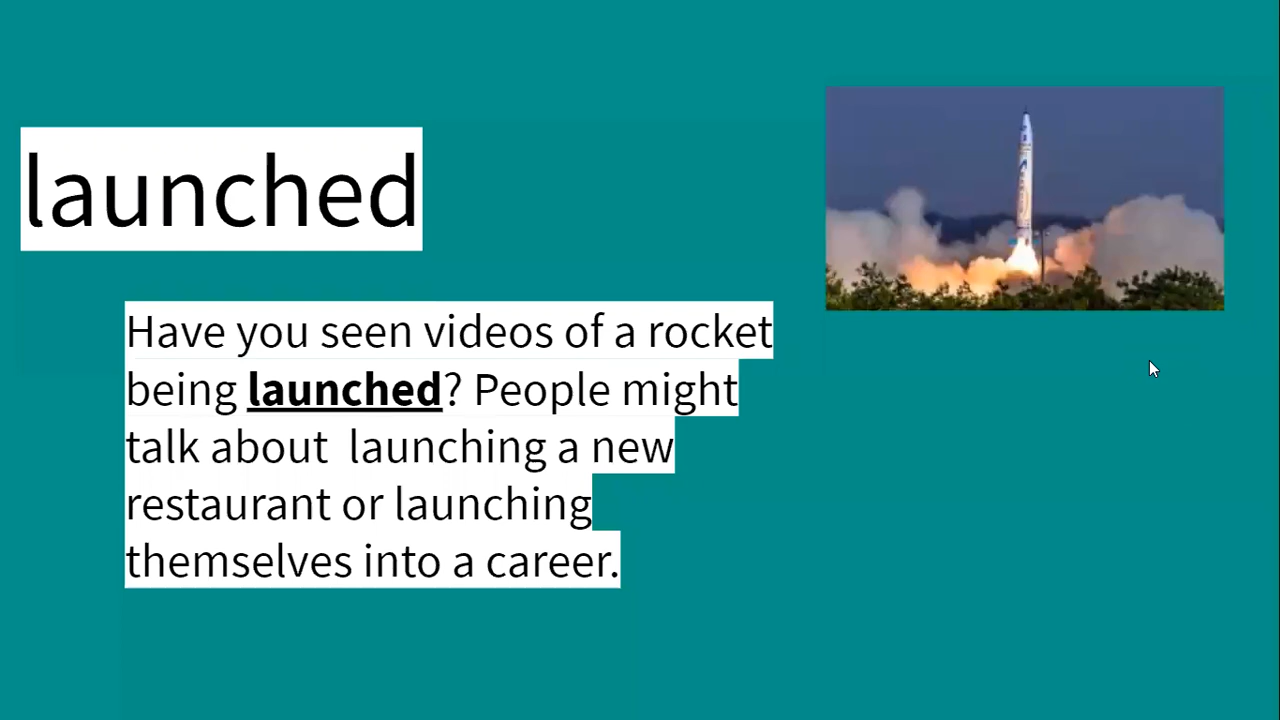 launched
Have you seen videos of a rocket
being launched? People might
talk about  launching a new
restaurant or launching
themselves into a career.